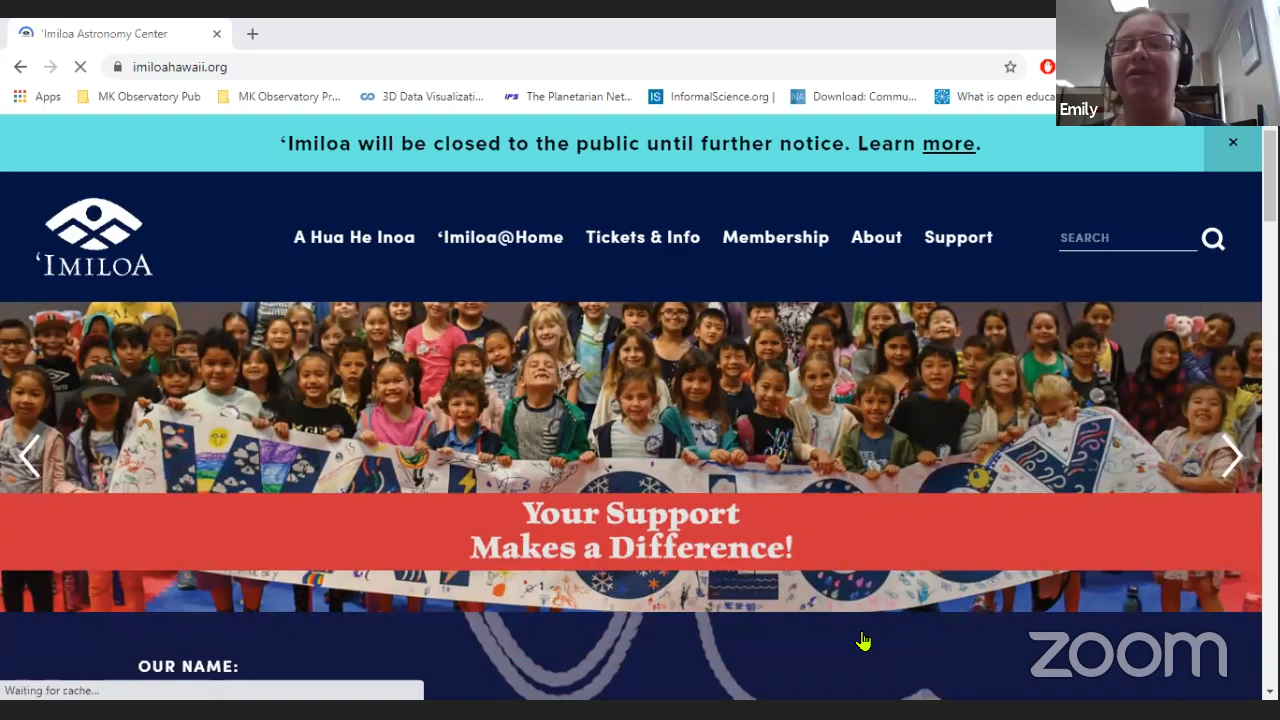 ‘Imiloa Astronomy Center
imiloahawaii.org
Apps MK Observatory Pub MK Observatory Pr... 3D Data Visualizati... IPS The Planetarian Net... IS InformalScience.org | NA Download: Commu... What is open educa
Emily
‘Imiloa will be closed to the public until further notice. Learn more.
‘IMILOA
A Hua He Inoa ‘Imiloa@Home Tickets & Info Membership About Support SEARCH
Your Support
Makes a Difference!
OUR NAME:
zoom
Waiting for cache...